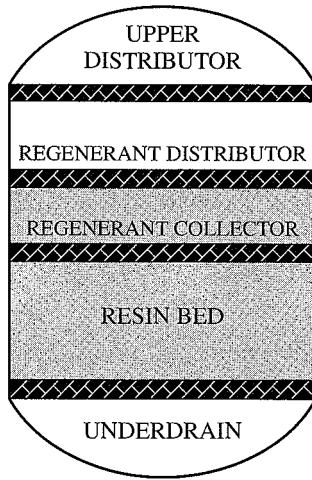 UPPER
DISTRIBUTOR
REGENERANT DISTRIBUTOR
REGENERANT COLLECTOR
RESIN BED
UNDERDRAIN